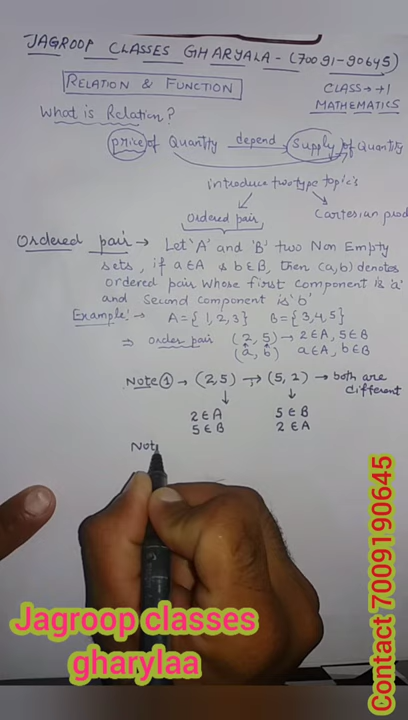 JAGROOP CLASSES GHARYALA - (70091-90645)
RELATION & FUNCTION
CLASS → +1
MATHEMATICS
What is Relation?
price of Quantity depend supply of Quantity
introduce two type topics
Ordered pair
Cartesian prod
Ordered pair → Let 'A' and 'B' two Non Empty
sets, if a∈A & b∈B, then (a,b) denotes
ordered pair whose first component is 'a'
and second component is 'b'
Example:→ A={1,2,3} B={3,4,5}
⇒ order pair (2,5) → 2∈A, 5∈B
(a,b) a∈A, b∈B
Note ① → (2,5) → (5,2) → both are
different
2∈A 5∈B
5∈B 2∈A
Not
Jagroop classes
gharylaa
Contact 7009190645